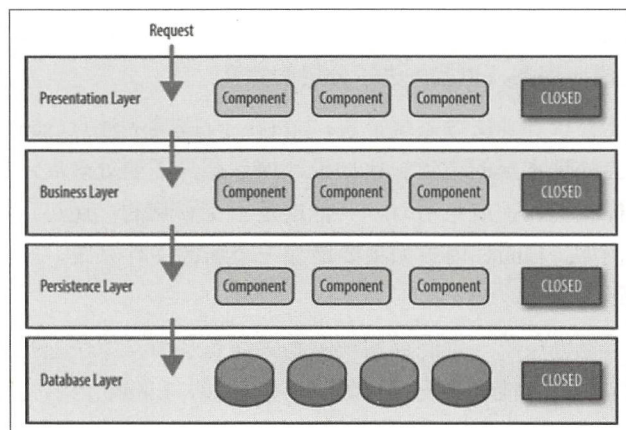 Request
Presentation Layer Component Component Component CLOSED
Business Layer Component Component Component CLOSED
Persistence Layer Component Component Component CLOSED
Database Layer CLOSED